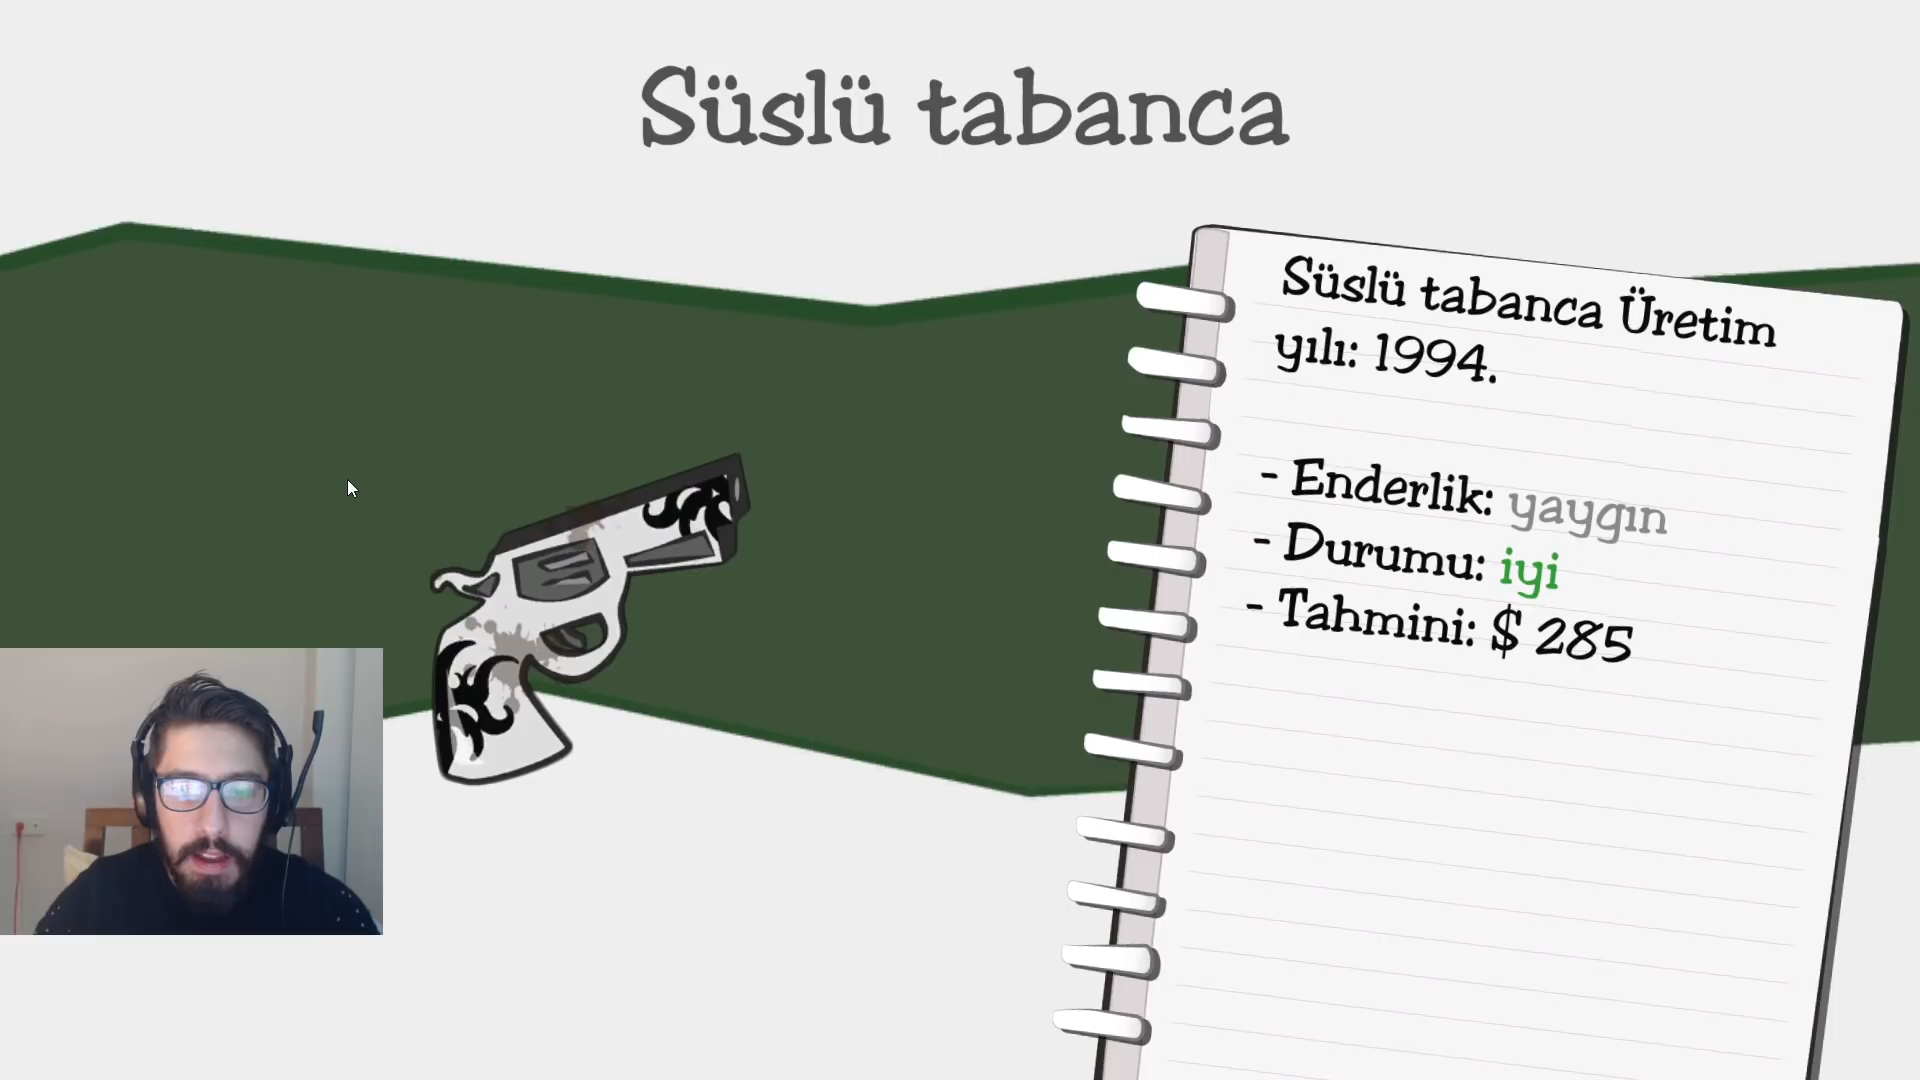 Süslü tabanca
Süslü tabanca Üretim
yılı: 1994.
- Enderlik: yaygın
- Durumu: iyi
- Tahmini: $ 285